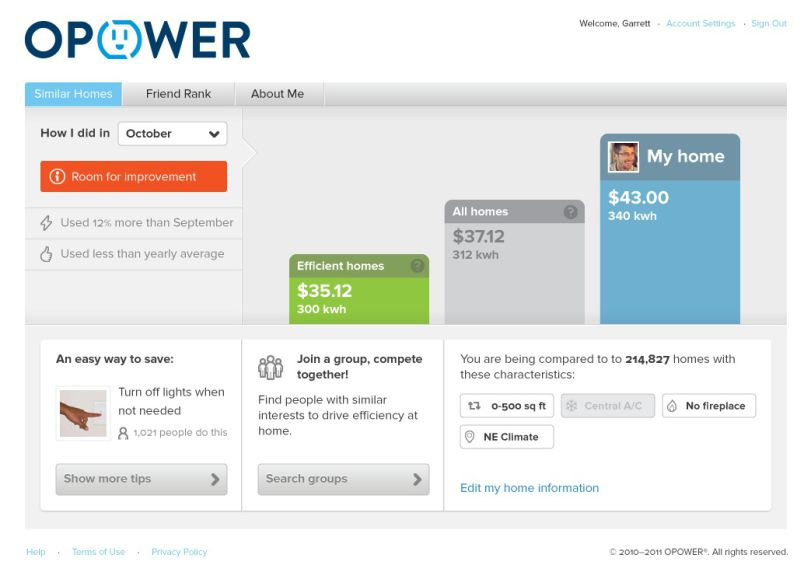 OPOWER
Welcome, Garrett · Account Settings · Sign Out
Similar Homes
Friend Rank
About Me
How I did in
October
Room for improvement
Used 12% more than September
Used less than yearly average
Efficient homes ?
$35.12
300 kwh
All homes ?
$37.12
312 kwh
My home
$43.00
340 kwh
An easy way to save:
Turn off lights when
not needed
1,021 people do this
Show more tips
Join a group, compete
together!
Find people with similar
interests to drive efficiency at
home.
Search groups
You are being compared to to 214,827 homes with
these characteristics:
0-500 sq ft
Central A/C
No fireplace
NE Climate
Edit my home information
Help · Terms of Use · Privacy Policy
© 2010–2011 OPOWER®. All rights reserved.